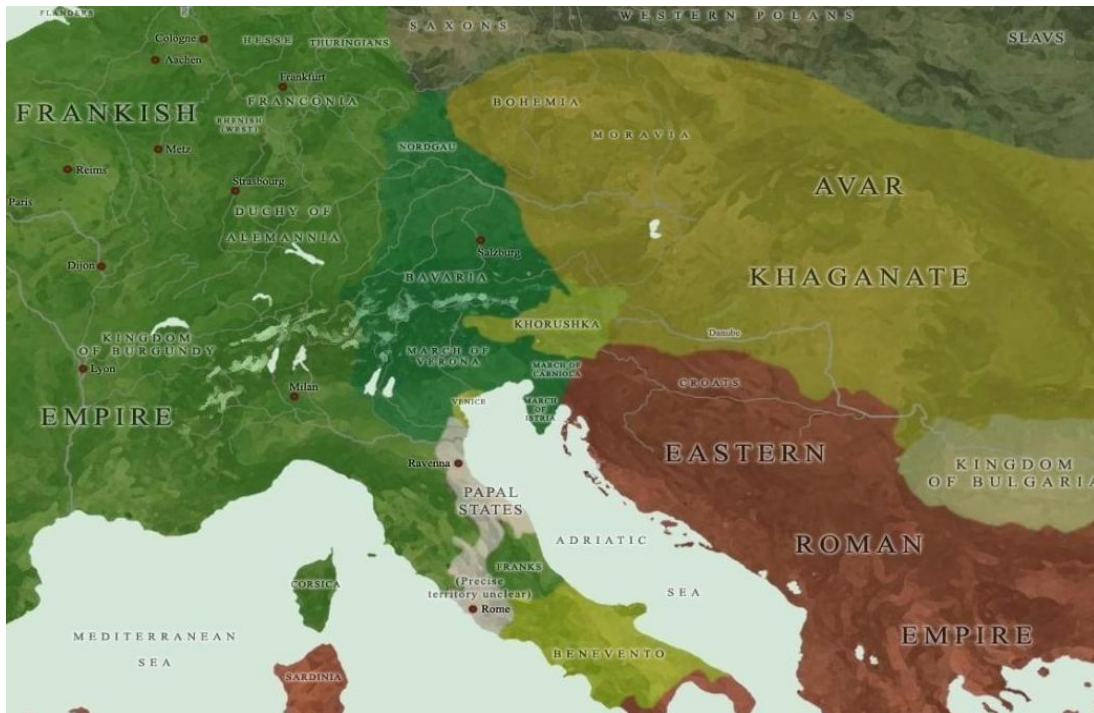 FLANDERS
SAXONS
WESTERN POLANS
SLAVS
Cologne
HESSE
THURINGIANS
Aachen
Frankfurt
FRANCONIA
BOHEMIA
FRANKISH
RHENISH
(WEST)
MORAVIA
Metz
NORDGAU
Reims
Strasbourg
AVAR
Paris
DUCHY OF
ALEMANNIA
Salzburg
Dijon
BAVARIA
KHAGANATE
KHORUSHKA
Danube
KINGDOM
OF BURGUNDY
MARCH OF
VERONA
Lyon
MARCH OF
CARNIOLA
CROATS
Milan
VENICE
MARCH
OF
ISTRIA
EMPIRE
EASTERN
Ravenna
KINGDOM
OF BULGARIA
PAPAL
STATES
ADRIATIC
SEA
ROMAN
FRANKS
CORSICA
(Precise
territory unclear)
Rome
MEDITERRANEAN
SEA
EMPIRE
BENEVENTO
SARDINIA